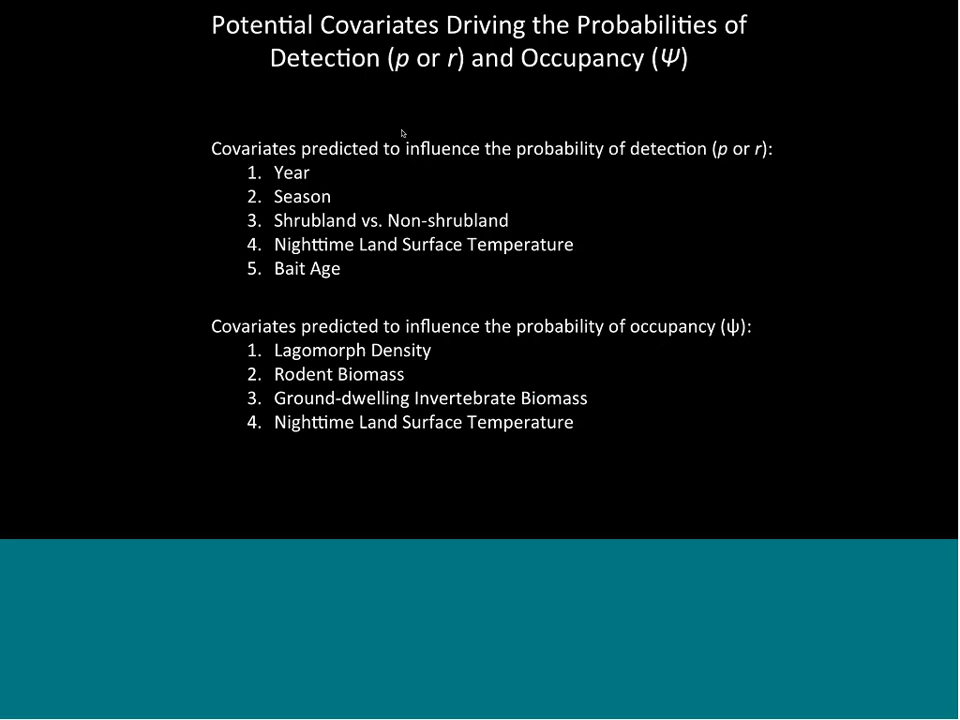 Potential Covariates Driving the Probabilities of
Detection (p or r) and Occupancy (Ψ)
Covariates predicted to influence the probability of detection (p or r):
1. Year
2. Season
3. Shrubland vs. Non-shrubland
4. Nighttime Land Surface Temperature
5. Bait Age
Covariates predicted to influence the probability of occupancy (ψ):
1. Lagomorph Density
2. Rodent Biomass
3. Ground-dwelling Invertebrate Biomass
4. Nighttime Land Surface Temperature